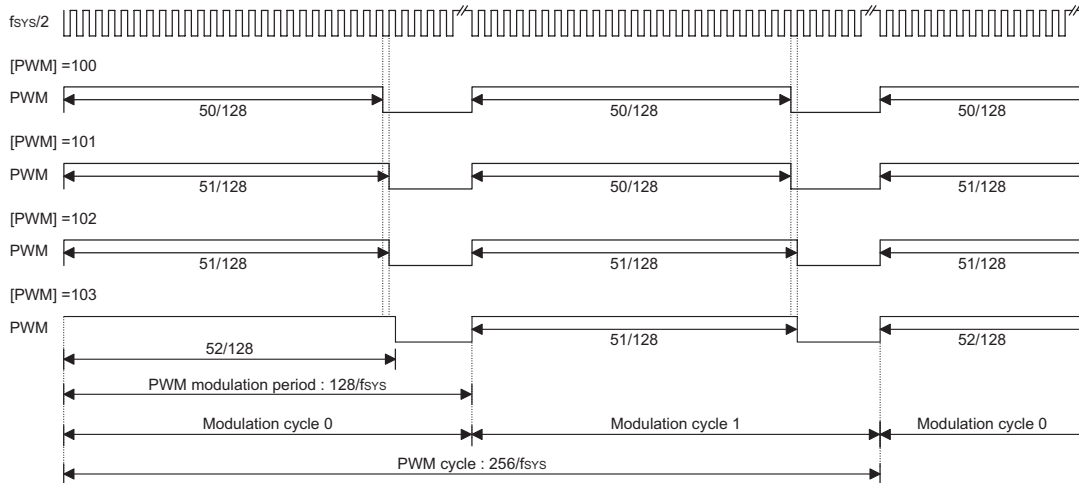 fSYS/2
[PWM] =100
PWM
50/128 50/128 50/128
[PWM] =101
PWM
51/128 50/128 51/128
[PWM] =102
PWM
51/128 51/128 51/128
[PWM] =103
PWM
52/128 51/128 52/128
PWM modulation period : 128/fSYS
Modulation cycle 0 Modulation cycle 1 Modulation cycle 0
PWM cycle : 256/fSYS